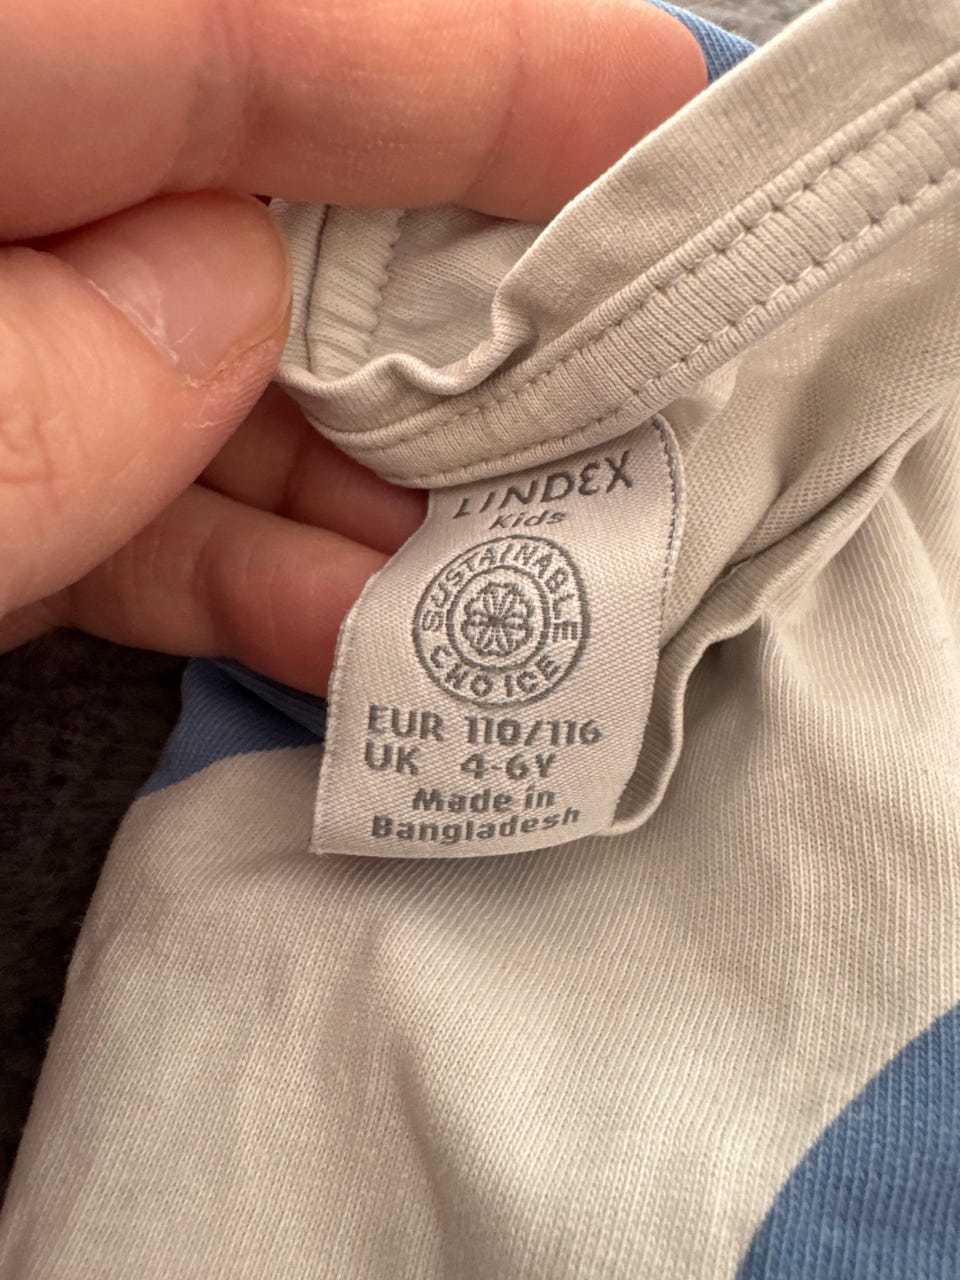 LINDEX
Kids
SUSTAINABLE
CHOICE
EUR 110/116
UK 4-6Y
Made in
Bangladesh